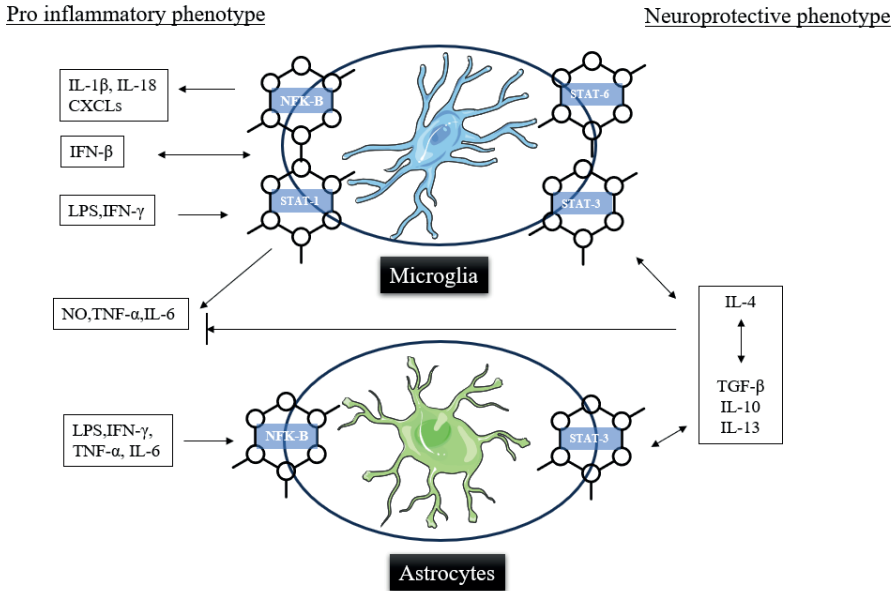 Pro inflammatory phenotype
Neuroprotective phenotype
IL-1β, IL-18
CXCLs
NFK-B
STAT-6
IFN-β
LPS,IFN-γ
STAT-1
STAT-3
Microglia
NO,TNF-α,IL-6
IL-4
TGF-β
IL-10
IL-13
LPS,IFN-γ,
TNF-α, IL-6
NFK-B
STAT-3
Astrocytes